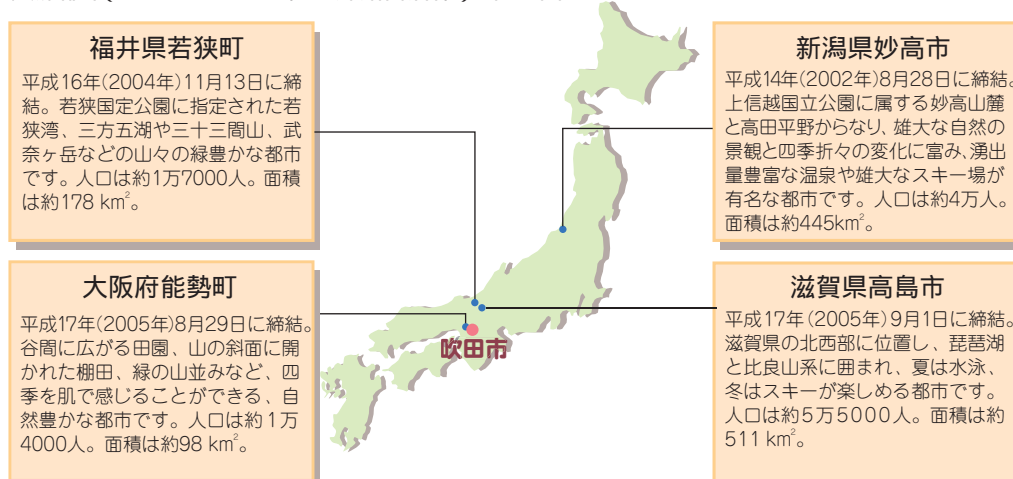 福井県若狭町
平成16年(2004年)11月13日に締
結。若狭国定公園に指定された若
狭湾、三方五湖や三十三間山、武
奈ヶ岳などの山々の緑豊かな都市
です。人口は約1万7000人。面積
は約178 km²。
新潟県妙高市
平成14年(2002年)8月28日に締結。
上信越国立公園に属する妙高山麓
と高田平野からなり、雄大な自然の
景観と四季折々の変化に富み、湧出
量豊富な温泉や雄大なスキー場が
有名な都市です。人口は約4万人。
面積は約445km²。
大阪府能勢町
平成17年(2005年)8月29日に締結。
谷間に広がる田園、山の斜面に開
かれた棚田、緑の山並みなど、四
季を肌で感じることができる、自
然豊かな都市です。人口は約1万
4000人。面積は約98 km²。
滋賀県高島市
平成17年(2005年)9月1日に締結。
滋賀県の北西部に位置し、琵琶湖
と比良山系に囲まれ、夏は水泳、
冬はスキーが楽しめる都市です。
人口は約5万5000人。面積は約
511 km²。
吹田市